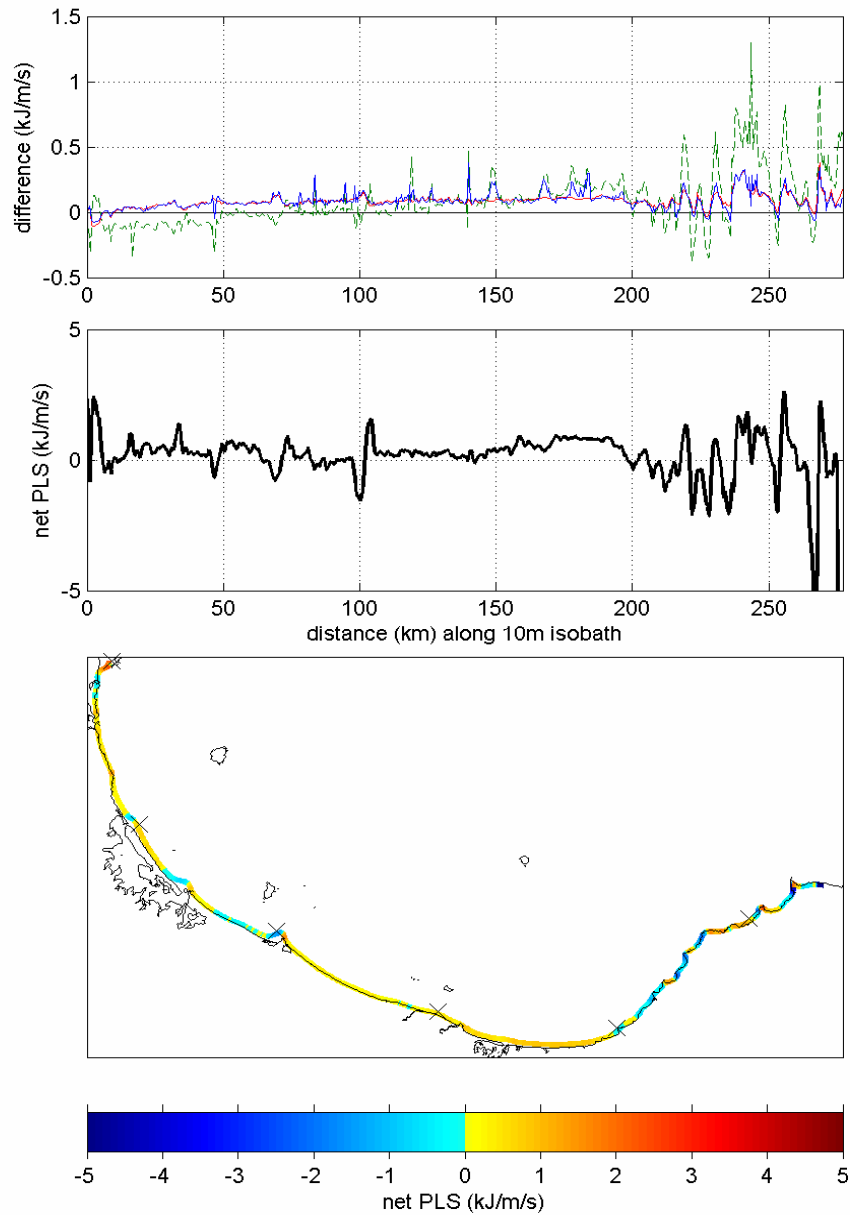 1.5
1
0.5
0
-0.5
difference (kJ/m/s)
0 50 100 150 200 250
5
0
-5
net PLS (kJ/m/s)
0 50 100 150 200 250
distance (km) along 10m isobath
-5 -4 -3 -2 -1 0 1 2 3 4 5
net PLS (kJ/m/s)